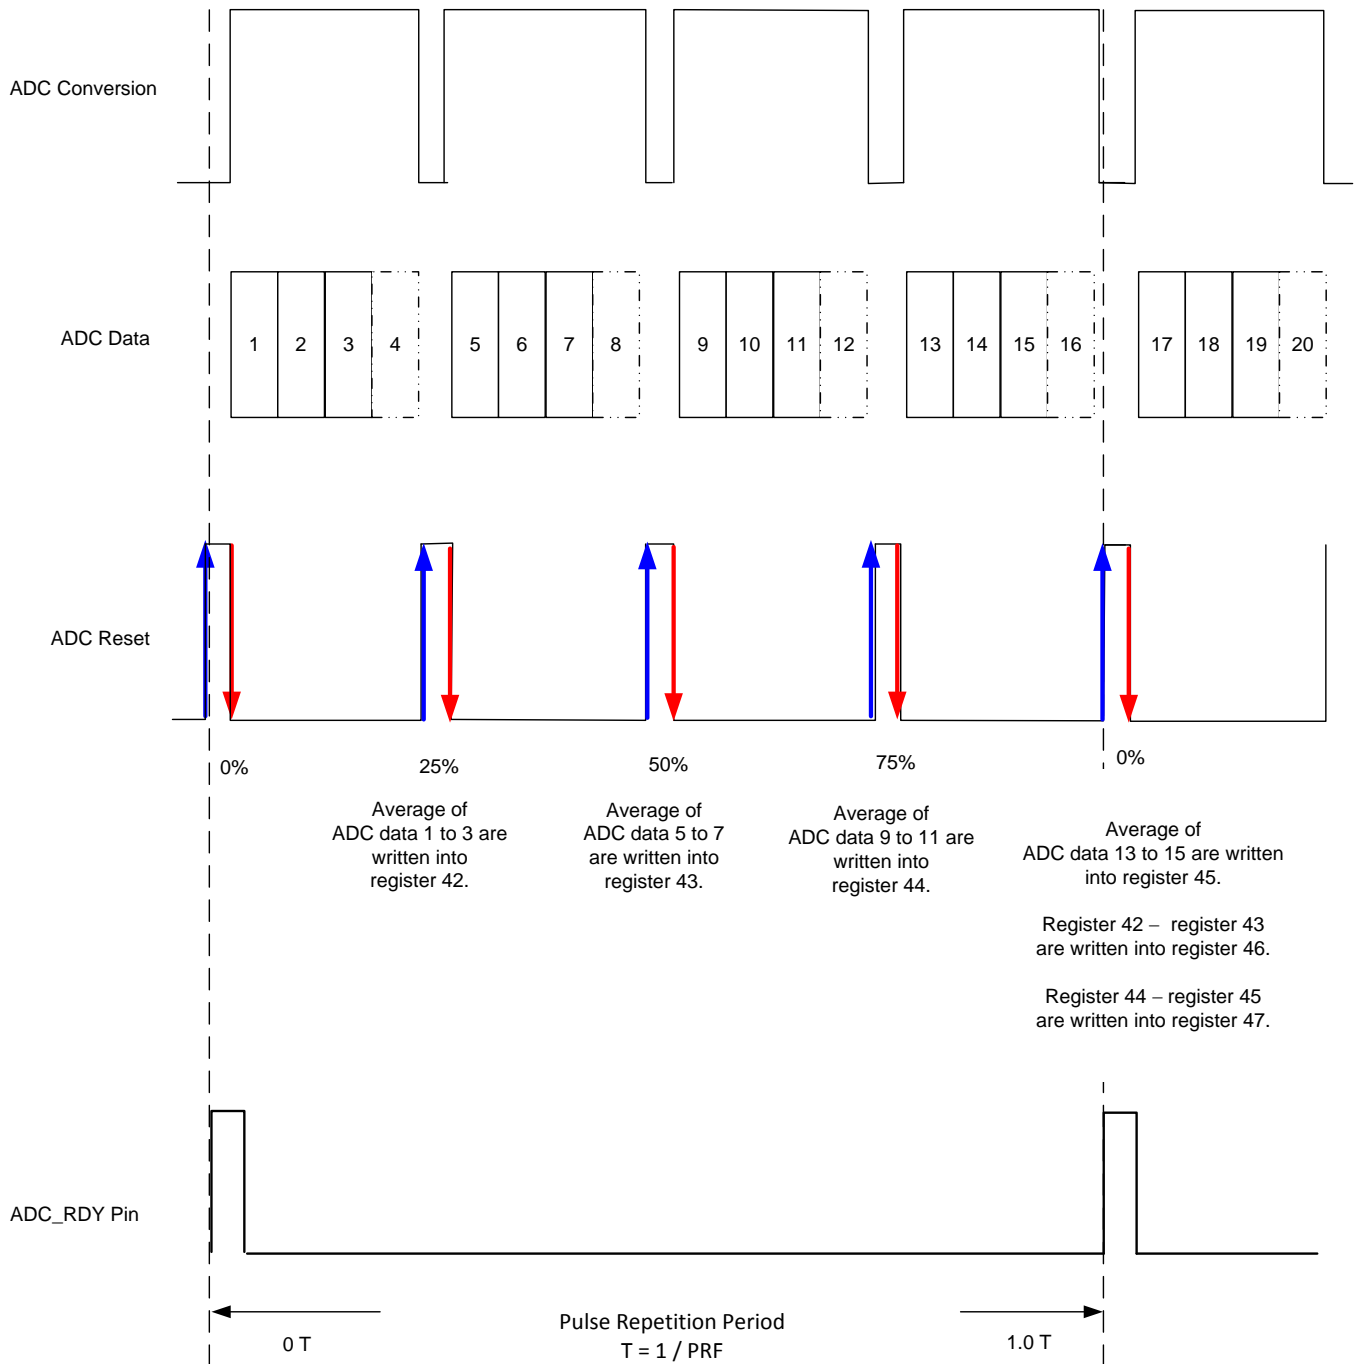 ADC Conversion
ADC Data
1 2 3 4 5 6 7 8 9 10 11 12 13 14 15 16 17 18 19 20
ADC Reset
0% 25% 50% 75% 0%
Average of
ADC data 1 to 3 are
written into
register 42.
Average of
ADC data 5 to 7
are written into
register 43.
Average of
ADC data 9 to 11 are
written into
register 44.
Average of
ADC data 13 to 15 are written
into register 45.
Register 42 – register 43
are written into register 46.
Register 44 – register 45
are written into register 47.
ADC_RDY Pin
0 T
Pulse Repetition Period
T = 1 / PRF
1.0 T